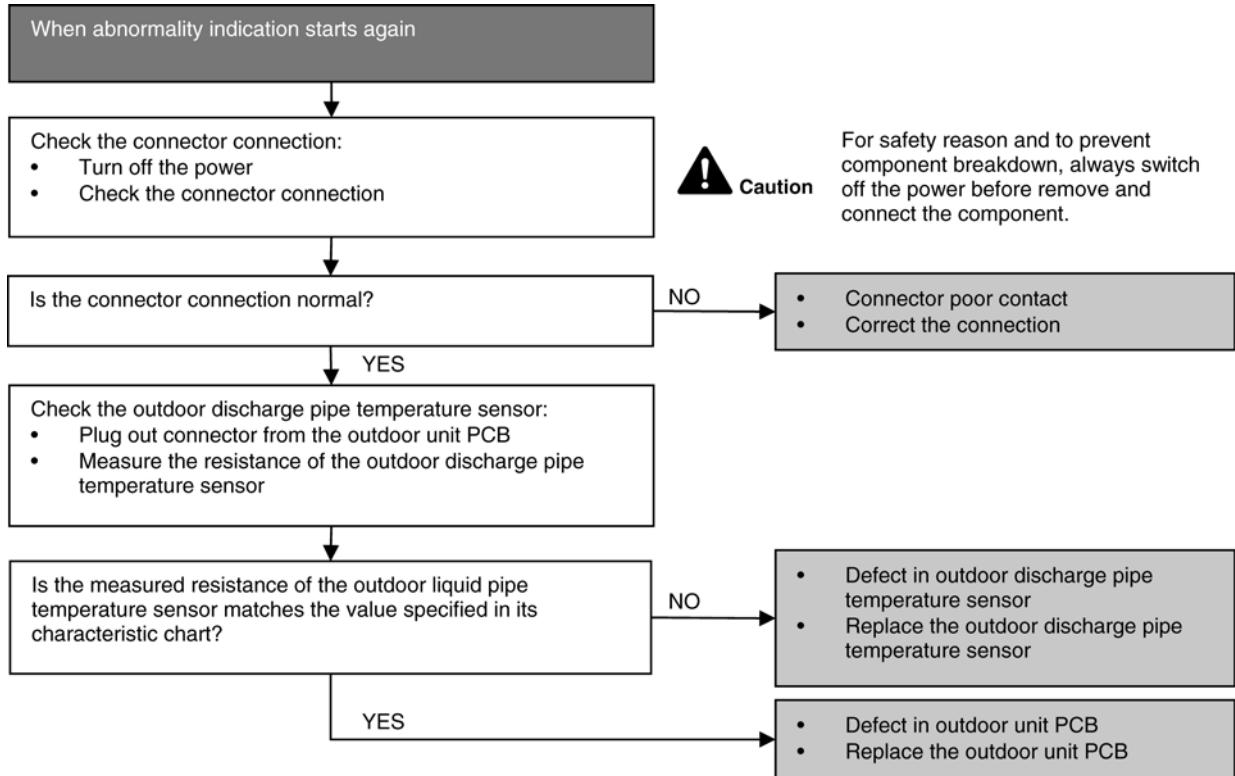 When abnormality indication starts again
Check the connector connection:
• Turn off the power
• Check the connector connection
Caution
For safety reason and to prevent
component breakdown, always switch
off the power before remove and
connect the component.
Is the connector connection normal?
NO
• Connector poor contact
• Correct the connection
YES
Check the outdoor discharge pipe temperature sensor:
• Plug out connector from the outdoor unit PCB
• Measure the resistance of the outdoor discharge pipe
temperature sensor
Is the measured resistance of the outdoor liquid pipe
temperature sensor matches the value specified in its
characteristic chart?
NO
• Defect in outdoor discharge pipe
temperature sensor
• Replace the outdoor discharge pipe
temperature sensor
YES
• Defect in outdoor unit PCB
• Replace the outdoor unit PCB